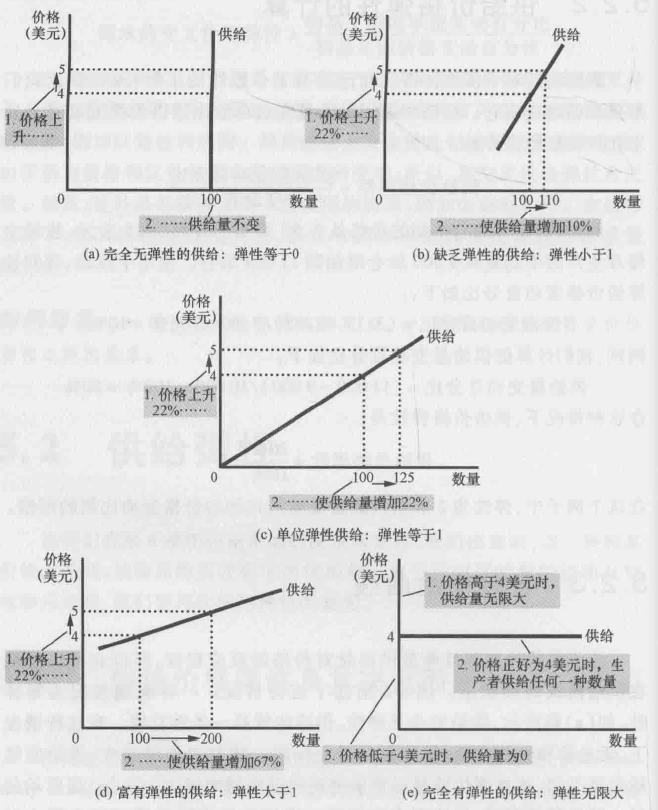 价格
(美元)
供给
5
4
1. 价格上
升……
0
100
数量
2. ……供给量不变
(a) 完全无弹性的供给：弹性等于0
价格
(美元)
供给
5
4
1. 价格上升
22%……
0
100 110
数量
2. ……使供给量增加10%
(b) 缺乏弹性的供给：弹性小于1
价格
(美元)
供给
5
4
1. 价格上升
22%……
0
100
125
数量
2. ……使供给量增加22%
(c) 单位弹性供给：弹性等于1
价格
(美元)
供给
5
4
1. 价格上升
22%……
0
100
200
数量
2. ……使供给量增加67%
(d) 富有弹性的供给：弹性大于1
价格
(美元)
1. 价格高于4美元时，
供给量无限大
4
供给
2. 价格正好为4美元时，生
产者供给任何一种数量
0
数量
3. 价格低于4美元时，供给量为0
(e) 完全有弹性的供给：弹性无限大